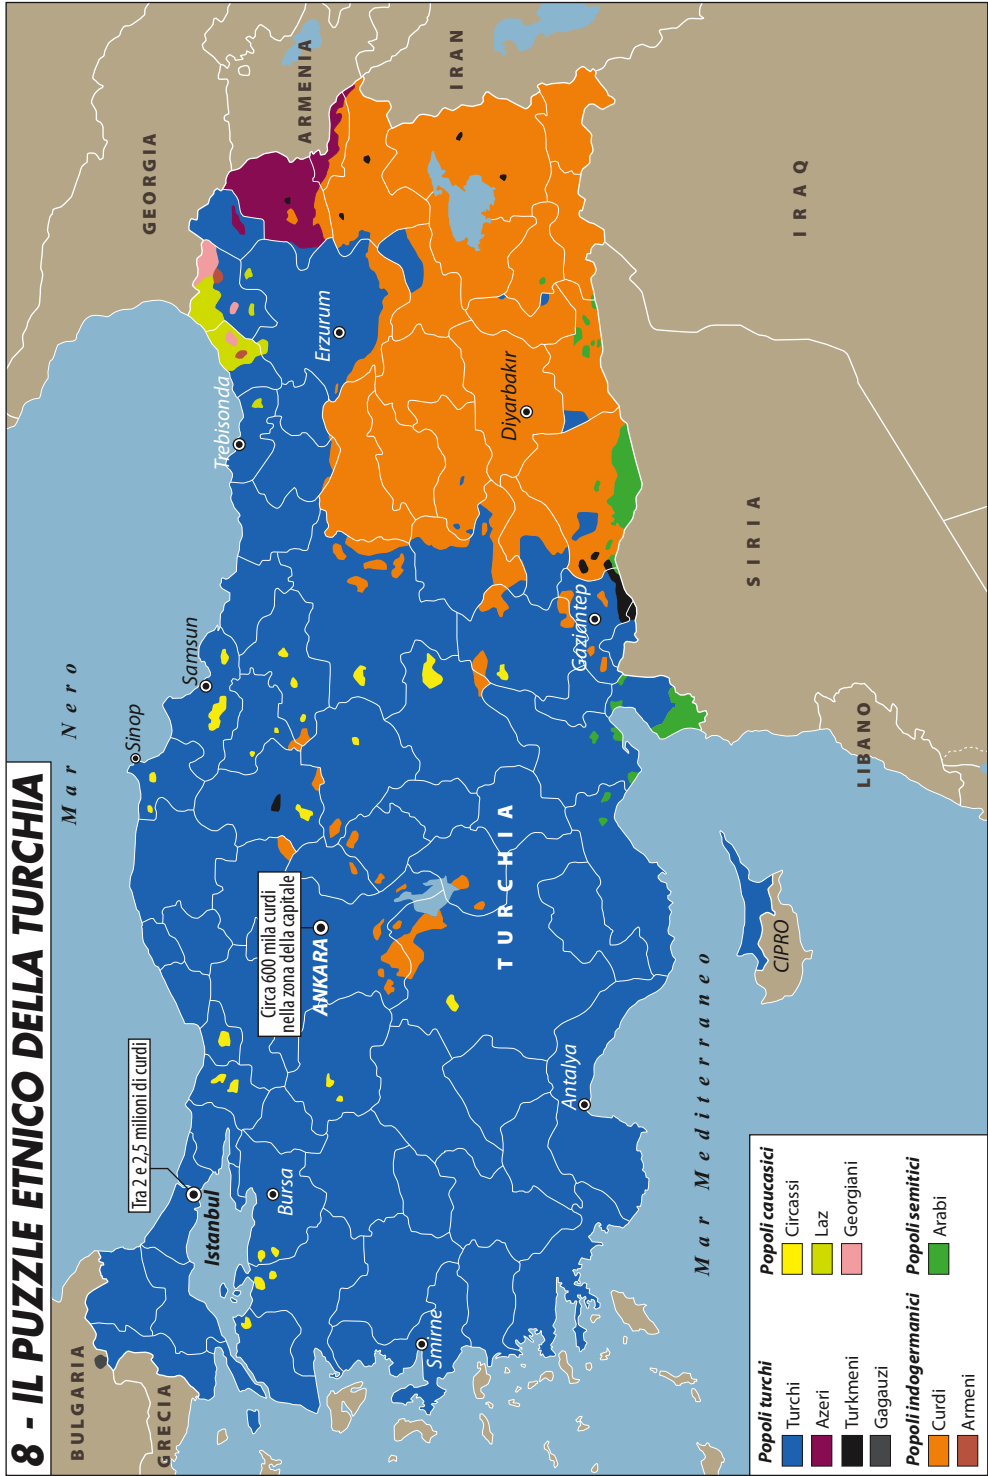 8 - IL PUZZLE ETNICO DELLA TURCHIA
Mar Nero
BULGARIA
GRECIA
GEORGIA
ARMENIA
IRAN
IRAQ
SIRIA
LIBANO
CIPRO
TURCHIA
Tra 2 e 2,5 milioni di curdi
Istanbul
Bursa
Smirne
Circa 600 mila curdi
nella zona della capitale
ANKARA
Antalya
Sinop
Samsun
Trebisonda
Erzurum
Diyarbakır
Gaziantep
Mar Mediterraneo
Popoli turchi
Turchi
Azeri
Turkmeni
Gagauzi
Popoli indogermanici
Curdi
Armeni
Popoli caucasici
Circassi
Laz
Georgiani
Popoli semitici
Arabi